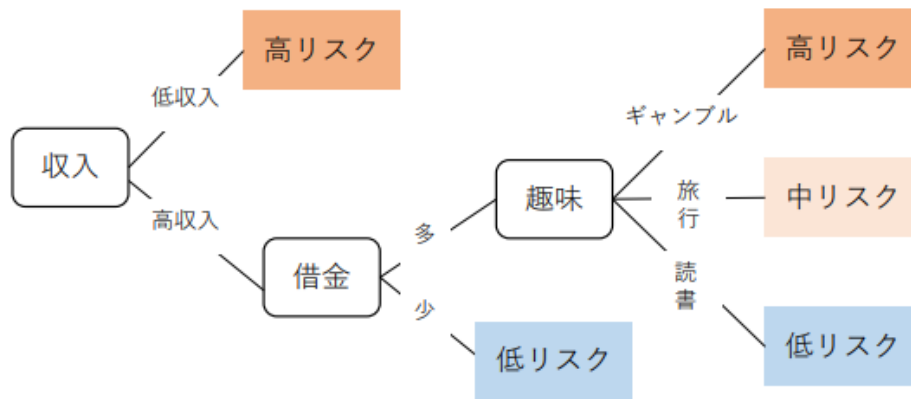 高リスク
高リスク
低収入
ギャンブル
収入
趣味
旅
行
中リスク
高収入
多
借金
読
書
少
低リスク
低リスク